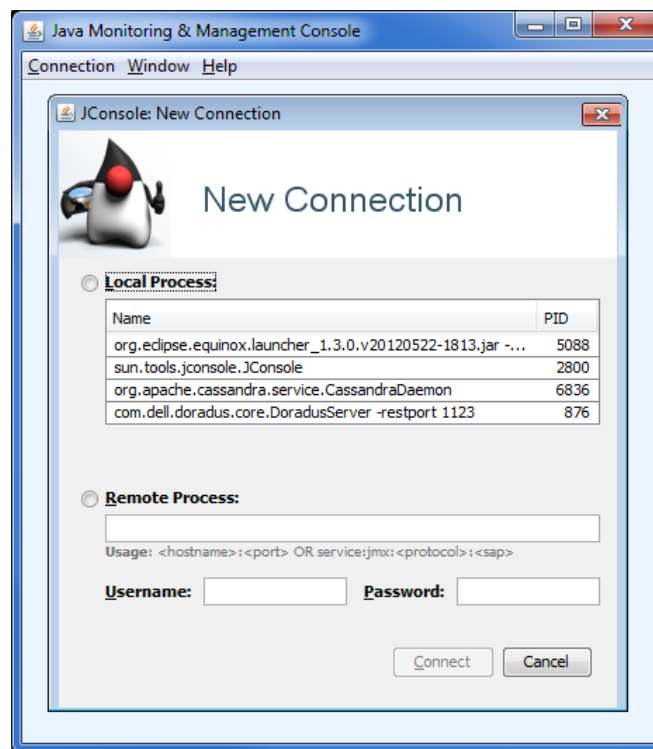 Java Monitoring & Management Console
Connection Window Help
JConsole: New Connection
New Connection
Local Process:
Name PID
org.eclipse.equinox.launcher_1.3.0.v20120522-1813.jar -... 5088
sun.tools.jconsole.JConsole 2800
org.apache.cassandra.service.CassandraDaemon 6836
com.dell.doradus.core.DoradusServer -restport 1123 876
Remote Process:
Usage: <hostname>:<port> OR service:jmx:<protocol>:<sap>
Username: Password:
Connect Cancel